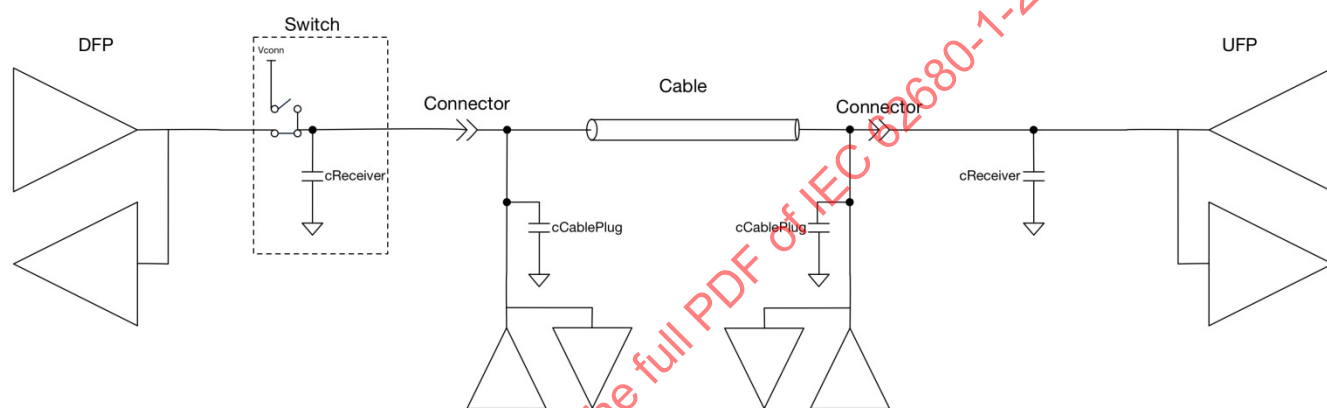 Switch
DFP
UFP
Vconn
Cable
Connector
Connector
cReceiver
cReceiver
cCablePlug
cCablePlug
the full PDF of IEC 62680-1-2